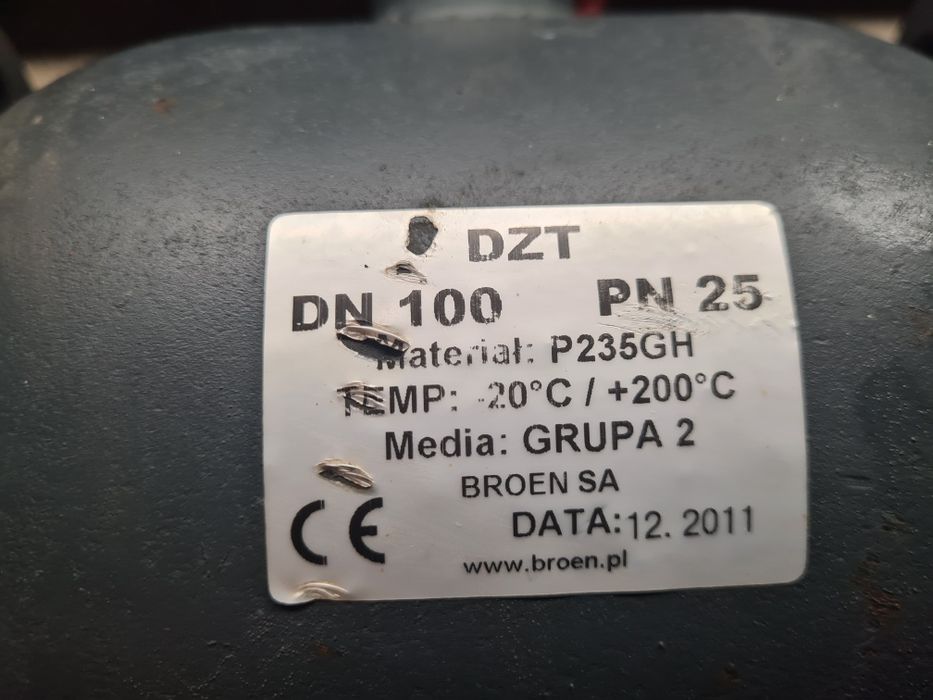 DZT
DN 100 PN 25
Materiał: P235GH
TEMP: -20°C / +200°C
Media: GRUPA 2
BROEN SA
CE DATA: 12. 2011
www.broen.pl